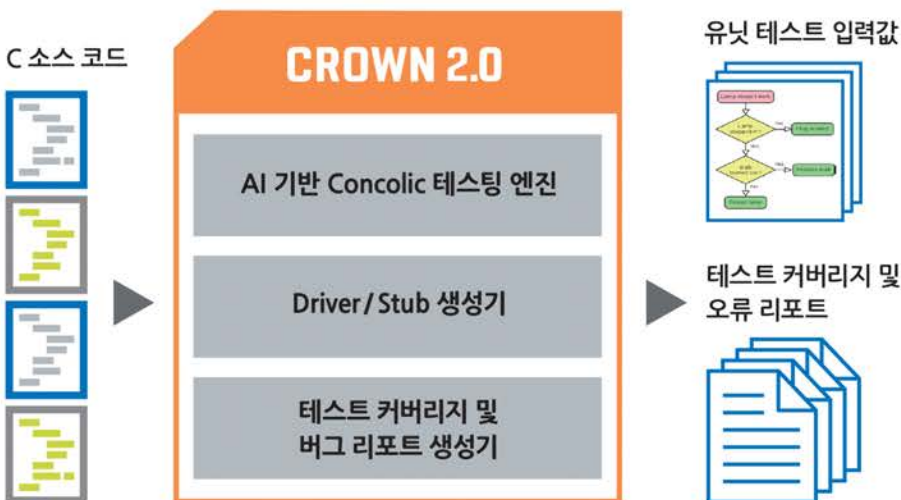 C 소스 코드
CROWN 2.0
AI 기반 Concolic 테스팅 엔진
Driver/Stub 생성기
테스트 커버리지 및
버그 리포트 생성기
유닛 테스트 입력값
테스트 커버리지 및
오류 리포트